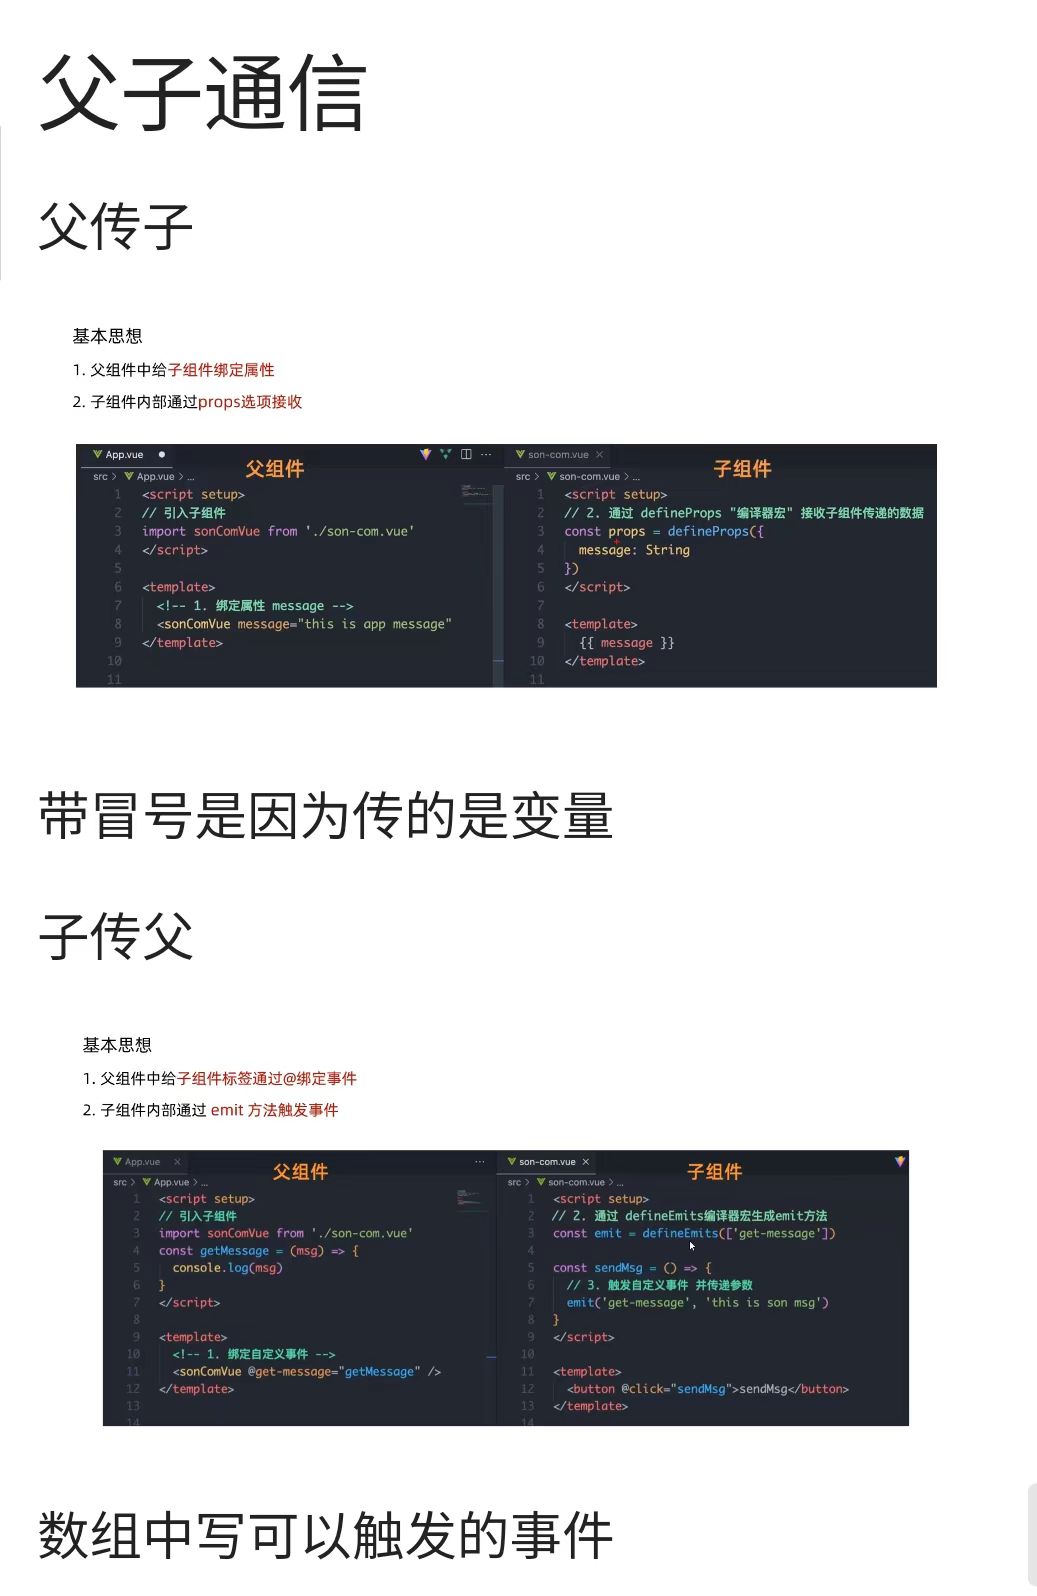 父子通信
父传子
基本思想
1. 父组件中给子组件绑定属性
2. 子组件内部通过props选项接收
App.vue
父组件
src > App.vue > ...
1 <script setup>
2 // 引入子组件
3 import sonComVue from './son-com.vue'
4 </script>
5
6 <template>
7 <!-- 1. 绑定属性 message -->
8 <sonComVue message="this is app message"
9 </template>
10
11
son-com.vue
子组件
src > son-com.vue > ...
1 <script setup>
2 // 2. 通过 defineProps "编译器宏" 接收子组件传递的数据
3 const props = defineProps({
4 message: String
5 })
6 </script>
7
8 <template>
9 {{ message }}
10 </template>
11
带冒号是因为传的是变量
子传父
基本思想
1. 父组件中给子组件标签通过@绑定事件
2. 子组件内部通过 emit 方法触发事件
App.vue
父组件
src > App.vue > ...
1 <script setup>
2 // 引入子组件
3 import sonComVue from './son-com.vue'
4 const getMessage = (msg) => {
5 console.log(msg)
6 }
7 </script>
8
9 <template>
10 <!-- 1. 绑定自定义事件 -->
11 <sonComVue @get-message="getMessage" />
12 </template>
13
14
son-com.vue
子组件
src > son-com.vue > ...
1 <script setup>
2 // 2. 通过 defineEmits编译器宏生成emit方法
3 const emit = defineEmits(['get-message'])
4
5 const sendMsg = () => {
6 // 3. 触发自定义事件 并传递参数
7 emit('get-message', 'this is son msg')
8 }
9 </script>
10
11 <template>
12 <button @click="sendMsg">sendMsg</button>
13 </template>
14
数组中写可以触发的事件